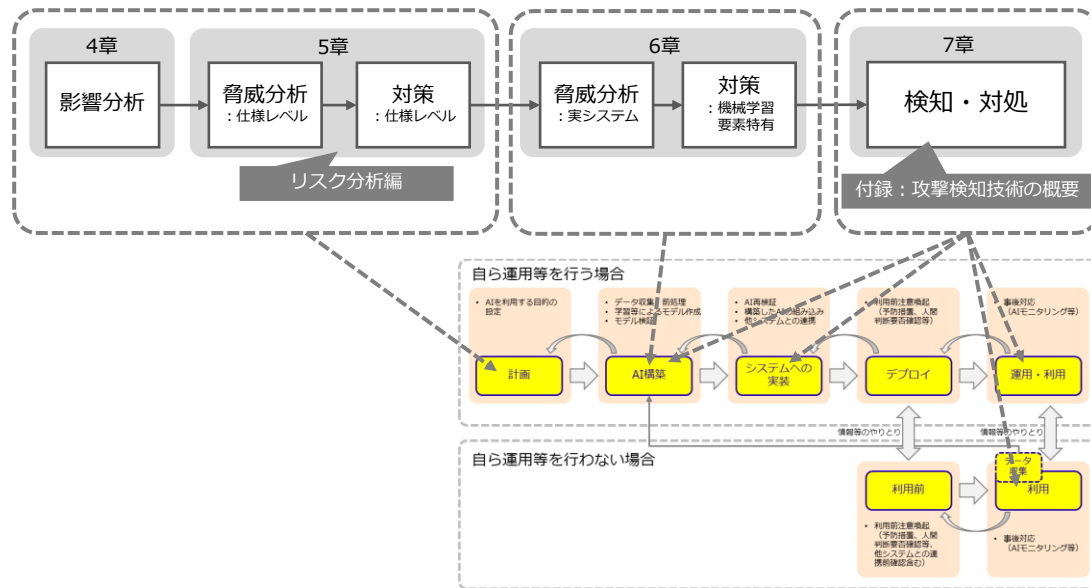 4章
5章
6章
7章
影響分析
脅威分析
:仕様レベル
対策
:仕様レベル
脅威分析
:実システム
対策
:機械学習
要素特有
検知・対処
リスク分析編
付録:攻撃検知技術の概要
自ら運用等を行う場合
• AIを利用する目的の
設定
• データ収集・前処理
• 学習等によるモデル作成
• モデル検証
• AI再検証
• 構築したAIの組み込み
• 他システムとの連携
• 利用前注意喚起
(予防措置、人間
判断要否確認等)
• 事後対応
(AIモニタリング等)
計画
AI構築
システムへの
実装
デプロイ
運用・利用
情報等のやりとり
情報等のやりとり
自ら運用等を行わない場合
データ
収集
利用前
利用
• 利用前注意喚起
(予防措置、人間
判断要否確認等、
他システムとの連
携前確認含む)
• 事後対応
(AIモニタリング等)